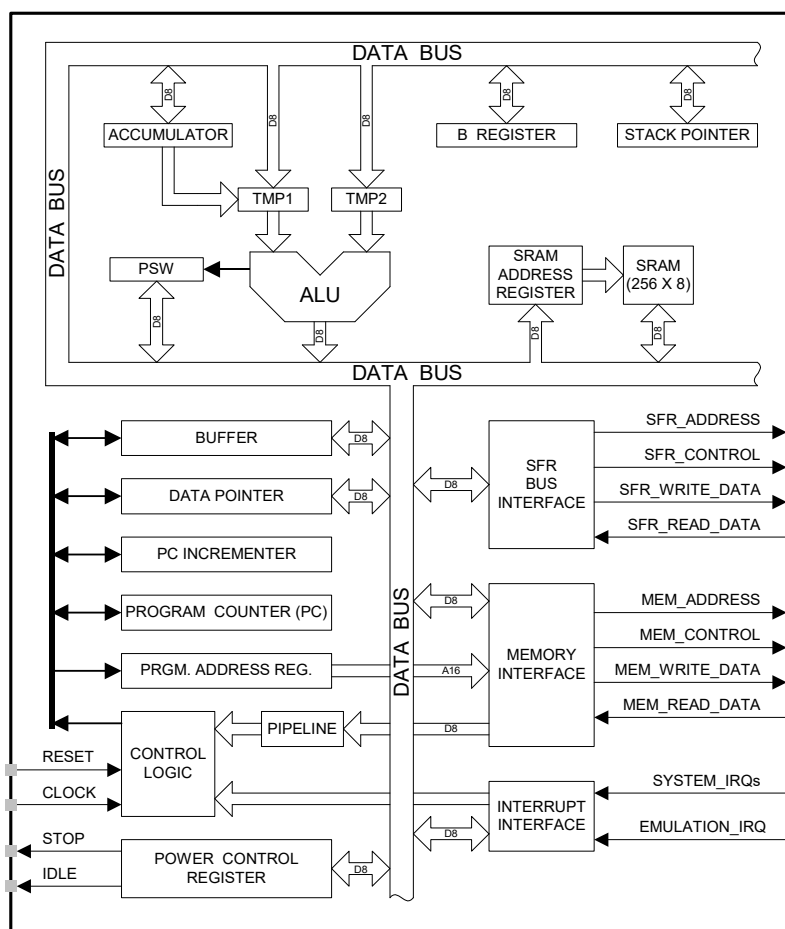 DATA BUS
D8
D8
D8
D8
D8
ACCUMULATOR
B REGISTER
STACK POINTER
DATA BUS
TMP1
TMP2
PSW
ALU
SRAM
ADDRESS
REGISTER
SRAM
(256 X 8)
D8
D8
D8
D8
DATA BUS
BUFFER
D8
DATA POINTER
D8
PC INCREMENTER
PROGRAM COUNTER (PC)
PRGM. ADDRESS REG.
A16
DATA BUS
D8
SFR
BUS
INTERFACE
SFR_ADDRESS
SFR_CONTROL
SFR_WRITE_DATA
SFR_READ_DATA
D8
MEMORY
INTERFACE
MEM_ADDRESS
MEM_CONTROL
MEM_WRITE_DATA
MEM_READ_DATA
CONTROL
LOGIC
PIPELINE
D8
RESET
CLOCK
INTERRUPT
INTERFACE
SYSTEM_IRQs
EMULATION_IRQ
D8
STOP
IDLE
POWER CONTROL
REGISTER
D8